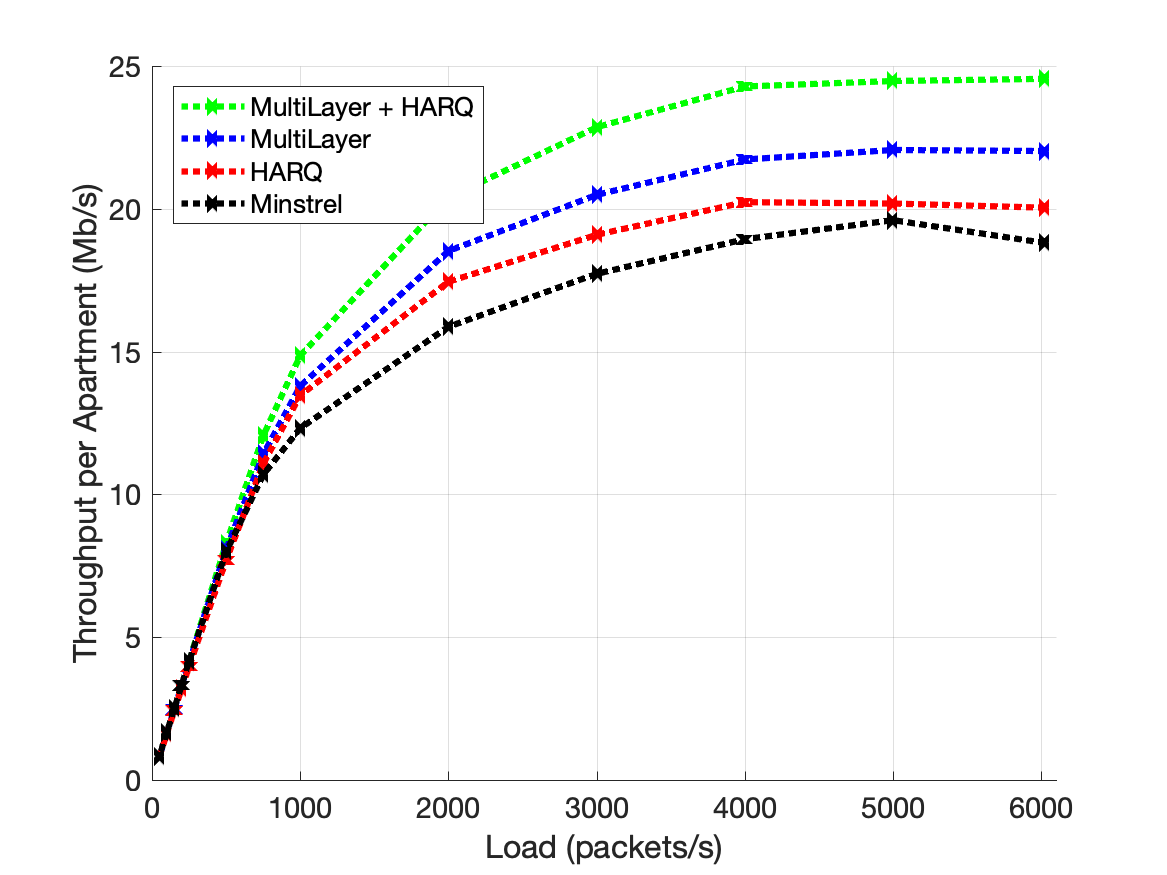 25
20
15
10
5
0
Throughput per Apartment (Mb/s)
MultiLayer + HARQ
MultiLayer
HARQ
Minstrel
0 1000 2000 3000 4000 5000 6000
Load (packets/s)